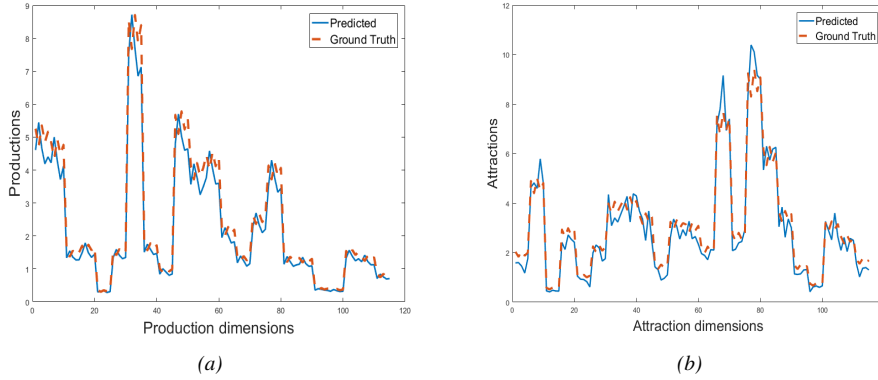 9
8
7
6
5
4
3
2
1
0
Productions
Predicted
Ground Truth
0 20 40 60 80 100 120
Production dimensions
(a)
12
10
8
6
4
2
0
Attractions
Predicted
Ground Truth
0 20 40 60 80 100
Attraction dimensions
(b)